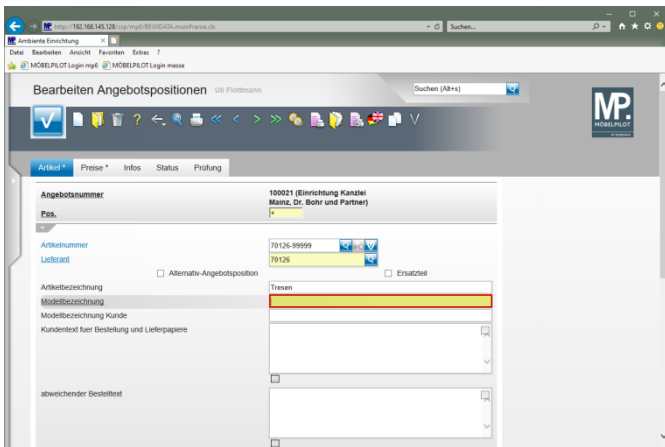 http://192.168.145.128/csp/mp6/BEWIDATA.mainFrame.cls
Suchen...
Ambiente Einrichtung
Datei Bearbeiten Ansicht Favoriten Extras ?
MÖBELPILOT Login mp6 MÖBELPILOT Login messe
Bearbeiten Angebotspositionen Uli Flottmann
Suchen (Alt+s)
MP.
MÖBELPILOT
Artikel * Preise * Infos Status Prüfung
Angebotsnummer 100021 (Einrichtung Kanzlei
Mainz, Dr. Bohr und Partner)
Pos. +
Artikelnummer 70126-99999
Lieferant 70126
Alternativ-Angebotsposition Ersatzteil
Artikelbezeichnung Tresen
Modellbezeichnung
Modellbezeichnung Kunde
Kundentext fuer Bestellung und Lieferpapiere
abweichender Bestelltext